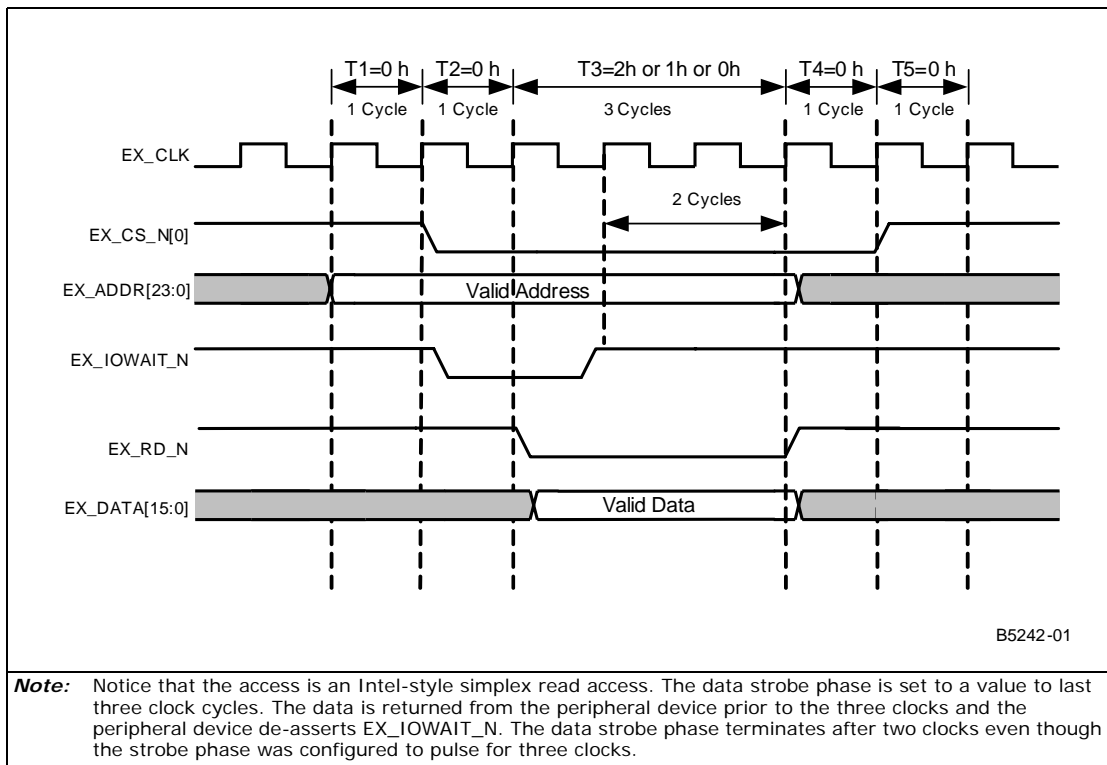 T1=0 h T2=0 h T3=2h or 1h or 0h T4=0 h T5=0 h
1 Cycle 1 Cycle 3 Cycles 1 Cycle 1 Cycle
EX_CLK
2 Cycles
EX_CS_N[0]
EX_ADDR[23:0] Valid Address
EX_IOWAIT_N
EX_RD_N
EX_DATA[15:0] Valid Data
B5242-01
Note: Notice that the access is an Intel-style simplex read access. The data strobe phase is set to a value to last
three clock cycles. The data is returned from the peripheral device prior to the three clocks and the
peripheral device de-asserts EX_IOWAIT_N. The data strobe phase terminates after two clocks even though
the strobe phase was configured to pulse for three clocks.